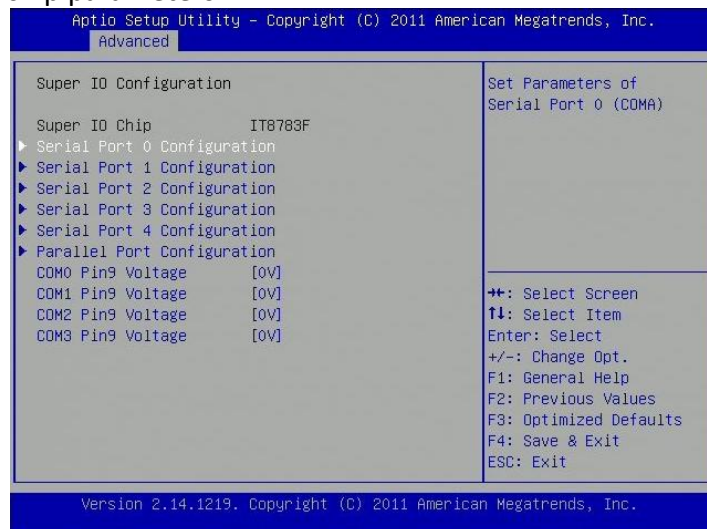 Aptio Setup Utility – Copyright (C) 2011 American Megatrends, Inc.
Advanced
Super IO Configuration
Super IO Chip IT8783F
Serial Port 0 Configuration
Serial Port 1 Configuration
Serial Port 2 Configuration
Serial Port 3 Configuration
Serial Port 4 Configuration
Parallel Port Configuration
COM0 Pin9 Voltage [0V]
COM1 Pin9 Voltage [0V]
COM2 Pin9 Voltage [0V]
COM3 Pin9 Voltage [0V]
Set Parameters of
Serial Port 0 (COMA)
→←: Select Screen
↑↓: Select Item
Enter: Select
+/-: Change Opt.
F1: General Help
F2: Previous Values
F3: Optimized Defaults
F4: Save & Exit
ESC: Exit
Version 2.14.1219. Copyright (C) 2011 American Megatrends, Inc.